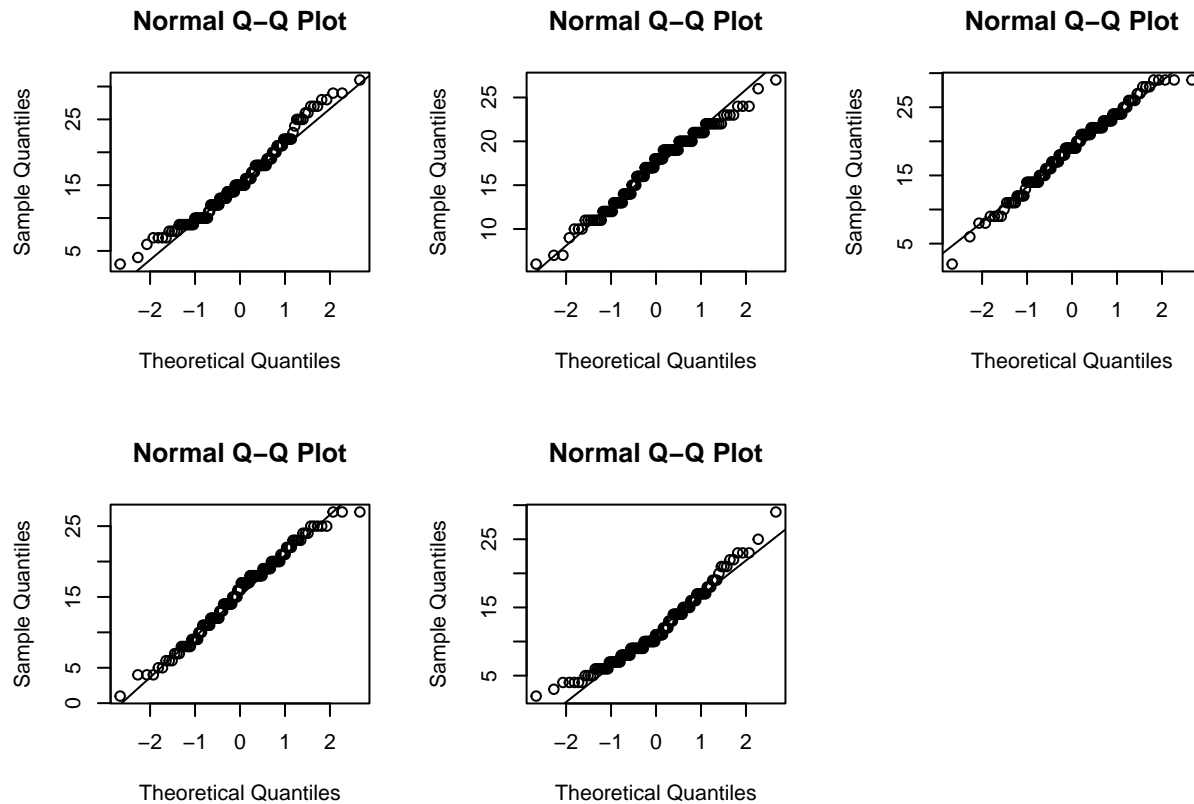 Normal Q−Q Plot
Sample Quantiles
5
15
25
−2 −1 0 1 2
Theoretical Quantiles
Normal Q−Q Plot
Sample Quantiles
10
15
20
25
−2 −1 0 1 2
Theoretical Quantiles
Normal Q−Q Plot
Sample Quantiles
5
15
25
−2 −1 0 1 2
Theoretical Quantiles
Normal Q−Q Plot
Sample Quantiles
0
5
15
25
−2 −1 0 1 2
Theoretical Quantiles
Normal Q−Q Plot
Sample Quantiles
5
15
25
−2 −1 0 1 2
Theoretical Quantiles